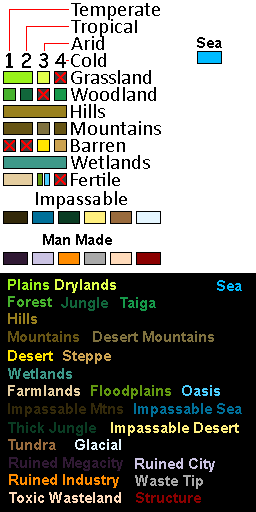 Temperate
Tropical
Arid
Sea
1 2 3 4 Cold
Grassland
Woodland
Hills
Mountains
Barren
Wetlands
Fertile
Impassable
Man Made
Plains Drylands Sea
Forest Jungle Taiga
Hills
Mountains Desert Mountains
Desert Steppe
Wetlands
Farmlands Floodplains Oasis
Impassable Mtns Impassable Sea
Thick Jungle Impassable Desert
Tundra Glacial
Ruined Megacity Ruined City
Ruined Industry Waste Tip
Toxic Wasteland Structure